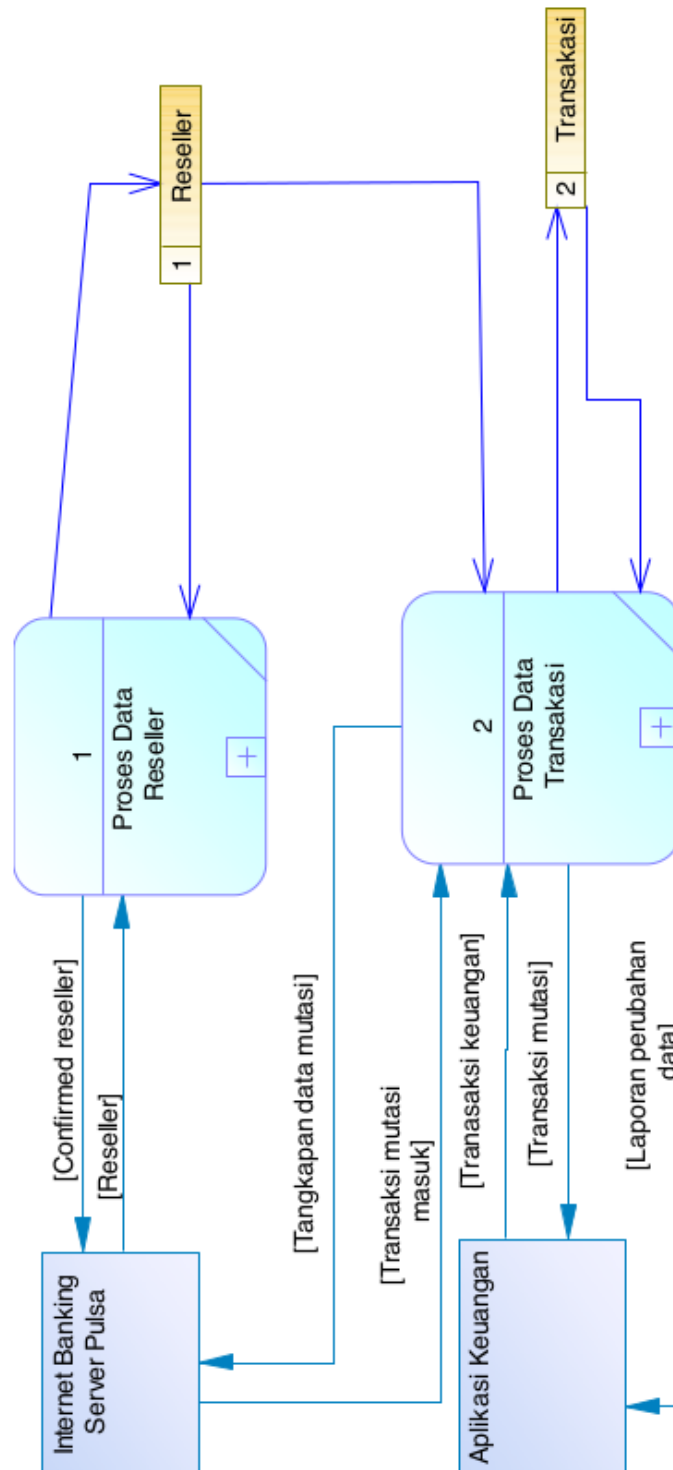 Internet Banking
Server Pulsa
[Confirmed reseller]
[Reseller]
1
Proses Data
Reseller
1
Reseller
[Tangkapan data mutasi]
[Transaksi mutasi
masuk]
Aplikasi Keuangan
[Tranasaksi keuangan]
[Transaksi mutasi]
2
Proses Data
Transakasi
2
Transakasi
[Laporan perubahan
data]